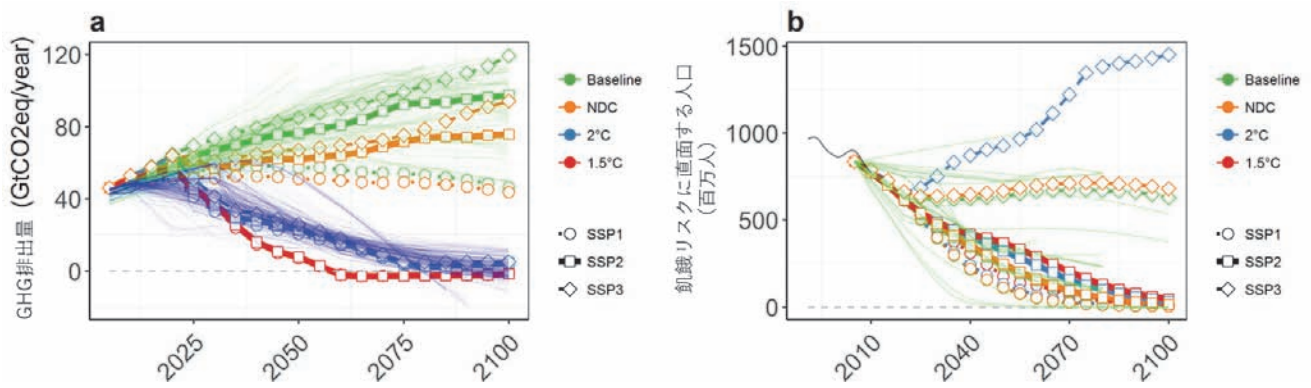 a
GHG排出量 (GtCO2eq/year)
120
80
40
0
2025
2050
2075
2100
Baseline
NDC
2°C
1.5°C
SSP1
SSP2
SSP3
b
飢餓リスクに直面する人口
(百万人)
1500
1000
500
0
2010
2040
2070
2100
Baseline
NDC
2°C
1.5°C
SSP1
SSP2
SSP3